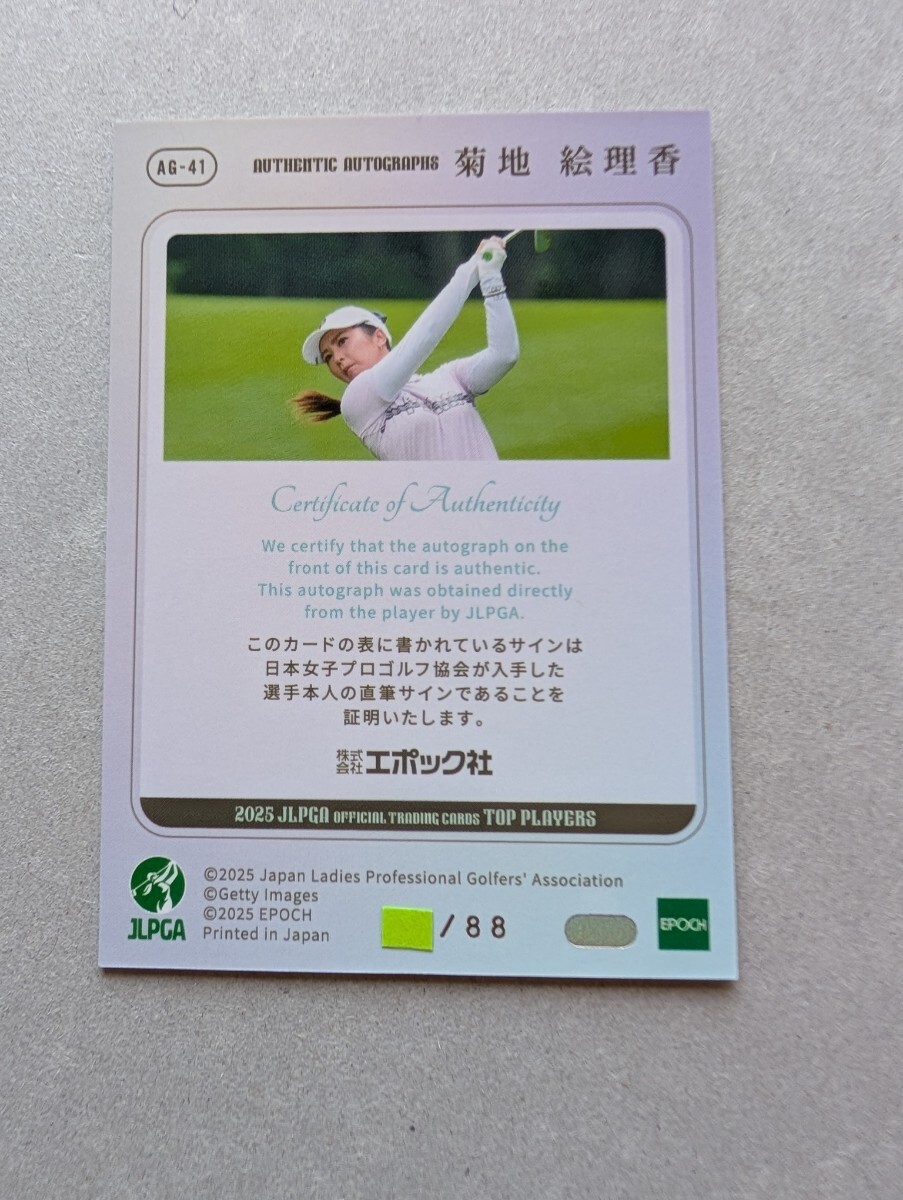 AG-41 AUTHENTIC AUTOGRAPHS 菊地 絵理香
Certificate of Authenticity
We certify that the autograph on the
front of this card is authentic.
This autograph was obtained directly
from the player by JLPGA.
このカードの表に書かれているサインは
日本女子プロゴルフ協会が入手した
選手本人の直筆サインであることを
証明いたします。
株式会社エポック社
2025 JLPGA OFFICIAL TRADING CARDS TOP PLAYERS
©2025 Japan Ladies Professional Golfers' Association
©Getty Images
©2025 EPOCH
Printed in Japan
JLPGA
/88
EPOCH